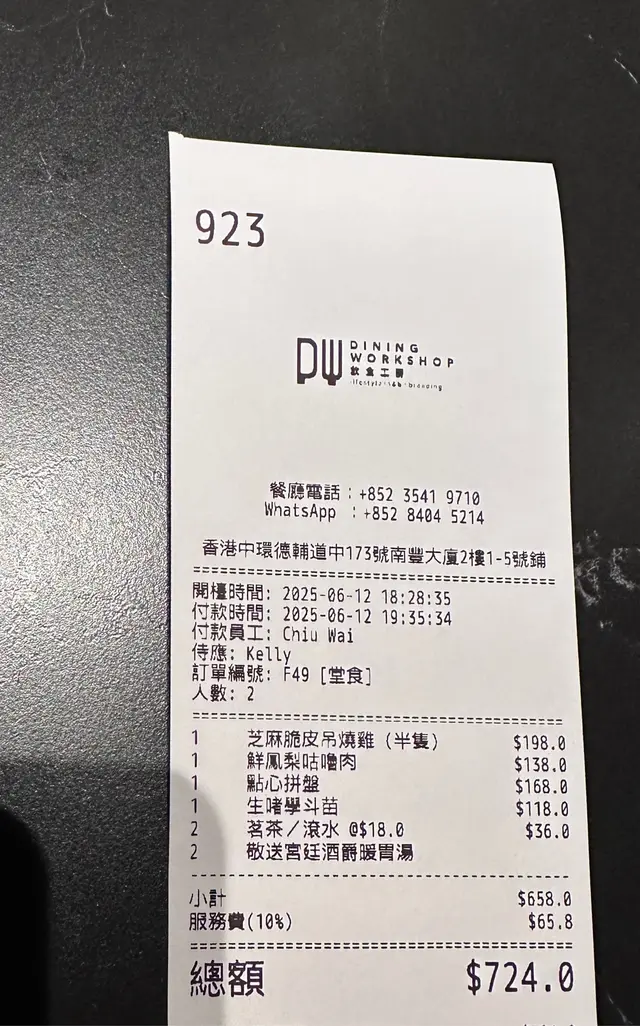 923
PW DINING
WORKSHOP
飲食工房
餐廳電話：+852 3541 9710
WhatsApp ：+852 8404 5214
香港中環德輔道中173號南豐大廈2樓1-5號鋪
開檯時間: 2025-06-12 18:28:35
付款時間: 2025-06-12 19:35:34
付款員工: Chiu Wai
侍應: Kelly
訂單編號: F49 [堂食]
人數: 2
1 芝麻脆皮吊燒雞 (半隻) $198.0
1 鮮鳳梨咕嚕肉 $138.0
1 點心拼盤 $168.0
1 生啫學斗苗 $118.0
2 茗茶／滾水 @$18.0 $36.0
2 敬送宮廷酒爵暖胃湯
小計 $658.0
服務費(10%) $65.8
總額 $724.0